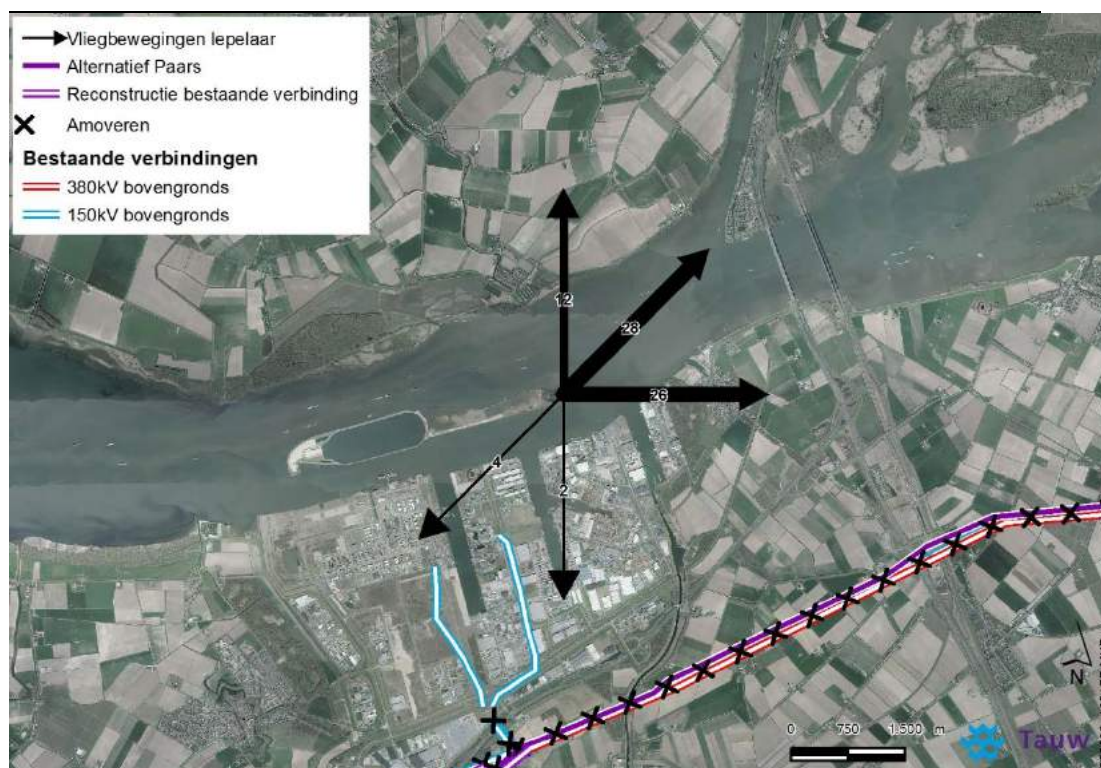 Vliegbewegingen lepelaar
Alternatief Paars
Reconstructie bestaande verbinding
Amoveren
Bestaande verbindingen
380kV bovengronds
150kV bovengronds
12
28
26
4
2
N
0 750 1.500 m
Tauw